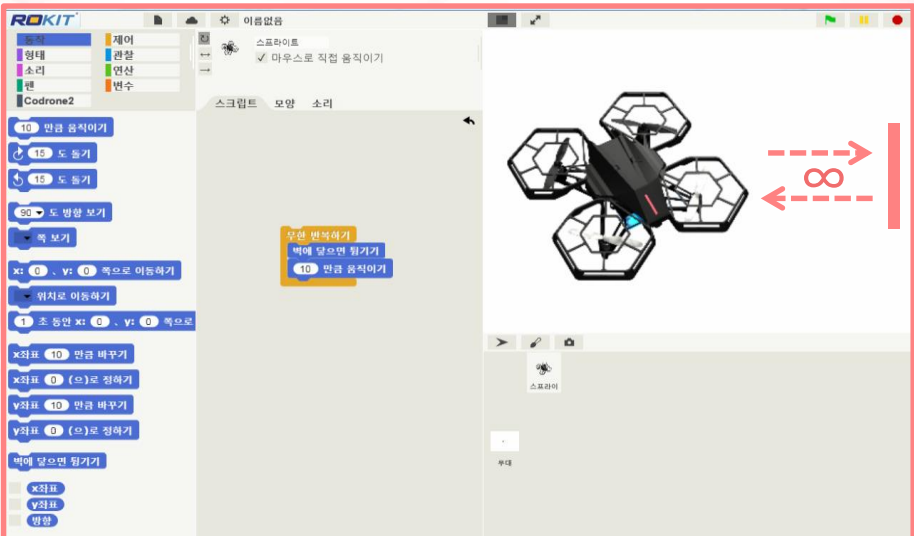 ROKIT
이름없음
동작
제어
형태
관찰
소리
연산
펜
변수
Codrone2
스프라이트
마우스로 직접 움직이기
스크립트 모양 소리
10 만큼 움직이기
15 도 돌기
15 도 돌기
90 도 방향 보기
쪽 보기
x: 0 , y: 0 쪽으로 이동하기
위치로 이동하기
1 초 동안 x: 0 , y: 0 쪽으로
x좌표 10 만큼 바꾸기
x좌표 0 (으)로 정하기
y좌표 10 만큼 바꾸기
y좌표 0 (으)로 정하기
벽에 닿으면 튕기기
x좌표
y좌표
방향
무한 반복하기
벽에 닿으면 튕기기
10 만큼 움직이기
∞
스프라이
무대